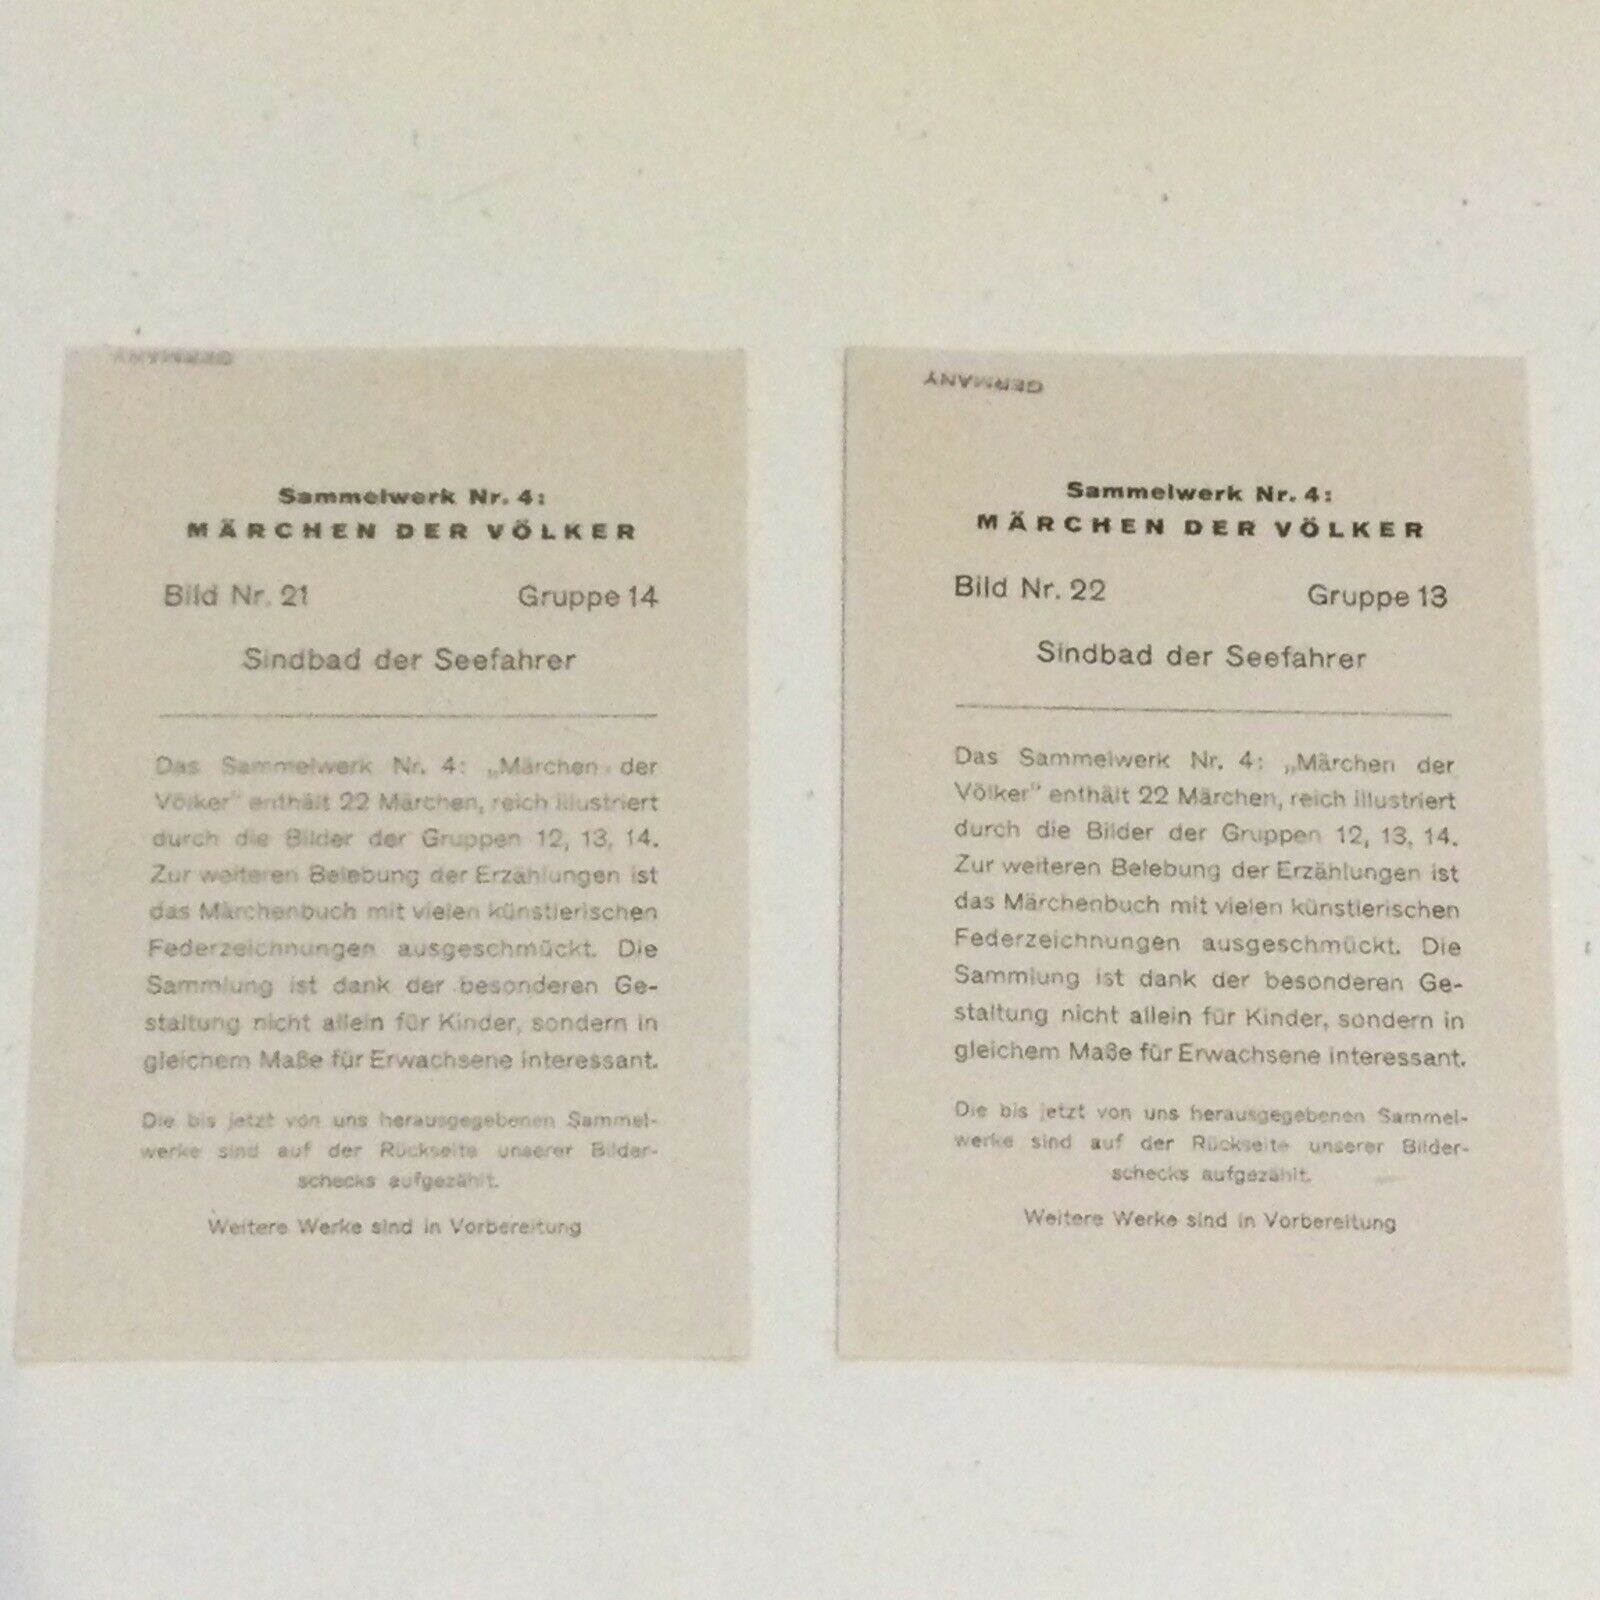 GERMANY
Sammelwerk Nr. 4:
MÄRCHEN DER VÖLKER
Bild Nr. 21 Gruppe 14
Sindbad der Seefahrer
Das Sammelwerk Nr. 4: „Märchen der
Völker" enthält 22 Märchen, reich illustriert
durch die Bilder der Gruppen 12, 13, 14.
Zur weiteren Belebung der Erzählungen ist
das Märchenbuch mit vielen künstlerischen
Federzeichnungen ausgeschmückt. Die
Sammlung ist dank der besonderen Ge-
staltung nicht allein für Kinder, sondern in
gleichem Maße für Erwachsene interessant.
Die bis jetzt von uns herausgegebenen Sammel-
werke sind auf der Rückseite unserer Bilder-
schecks aufgezählt.
Weitere Werke sind in Vorbereitung
GERMANY
Sammelwerk Nr. 4:
MÄRCHEN DER VÖLKER
Bild Nr. 22 Gruppe 13
Sindbad der Seefahrer
Das Sammelwerk Nr. 4: „Märchen der
Völker" enthält 22 Märchen, reich illustriert
durch die Bilder der Gruppen 12, 13, 14.
Zur weiteren Belebung der Erzählungen ist
das Märchenbuch mit vielen künstlerischen
Federzeichnungen ausgeschmückt. Die
Sammlung ist dank der besonderen Ge-
staltung nicht allein für Kinder, sondern in
gleichem Maße für Erwachsene interessant.
Die bis jetzt von uns herausgegebenen Sammel-
werke sind auf der Rückseite unserer Bilder-
schecks aufgezählt.
Weitere Werke sind in Vorbereitung